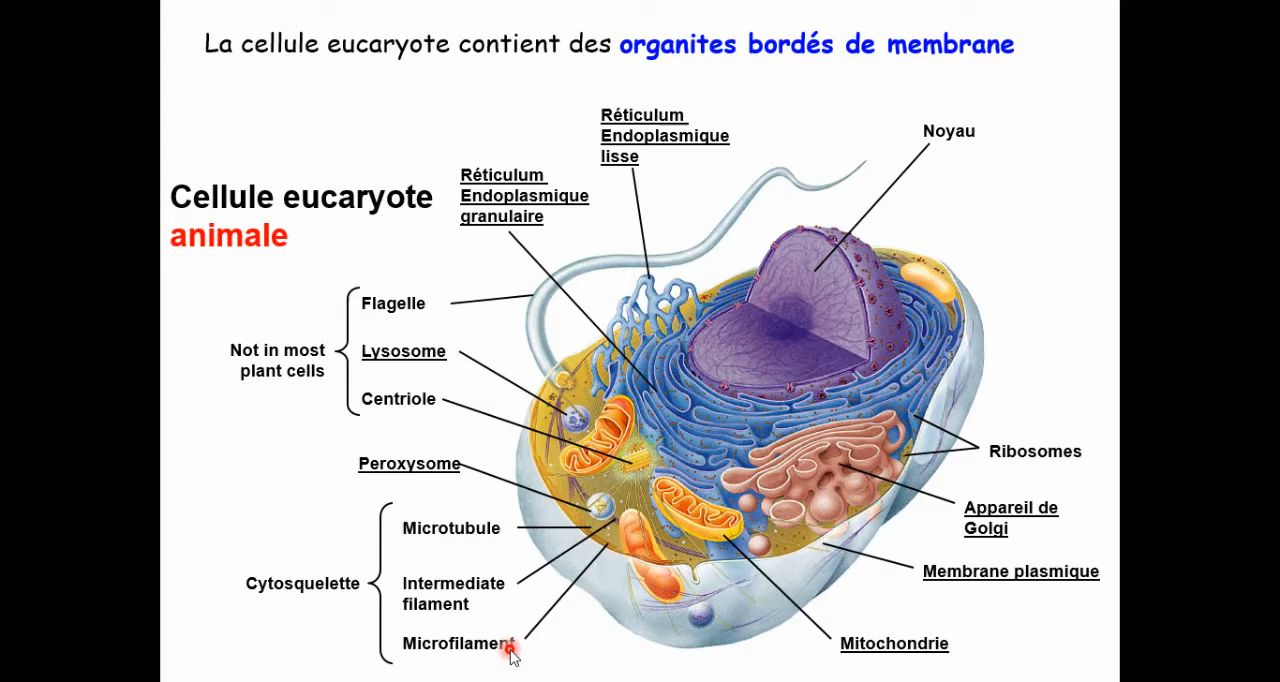 La cellule eucaryote contient des organites bordés de membrane
Réticulum
Endoplasmique
lisse
Noyau
Réticulum
Endoplasmique
granulaire
Cellule eucaryote
animale
Flagelle
Not in most
plant cells
Lysosome
Centriole
Peroxysome
Ribosomes
Appareil de
Golgi
Microtubule
Cytosquelette
Intermediate
filament
Microfilament
Membrane plasmique
Mitochondrie